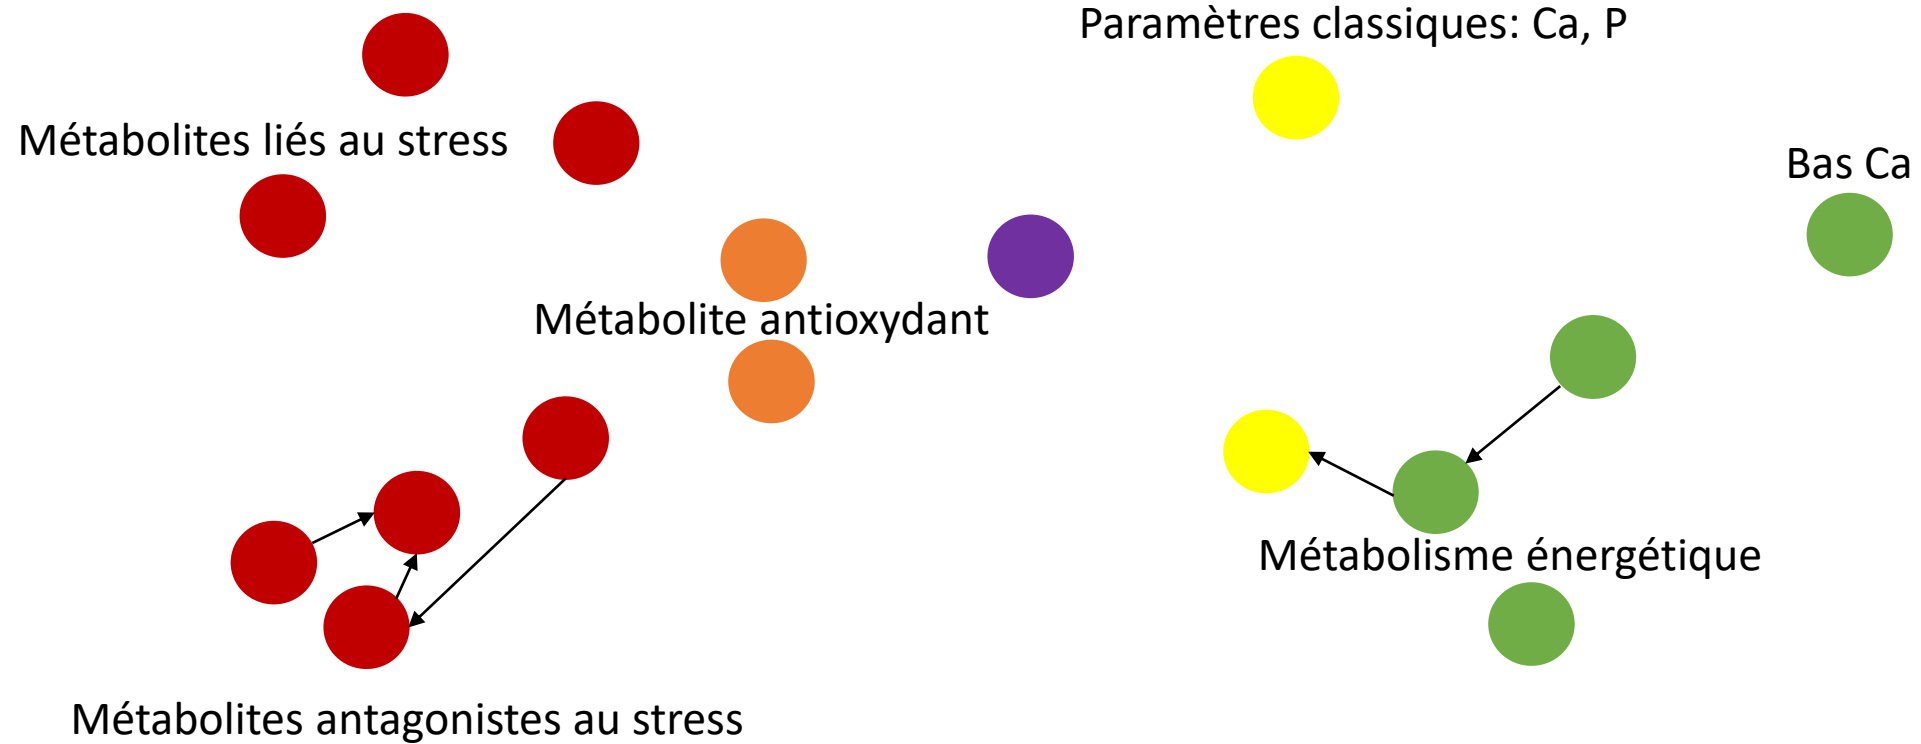 Paramètres classiques: Ca, P
Métabolites liés au stress
Bas Ca
Métabolite antioxydant
Métabolisme énergétique
Métabolites antagonistes au stress